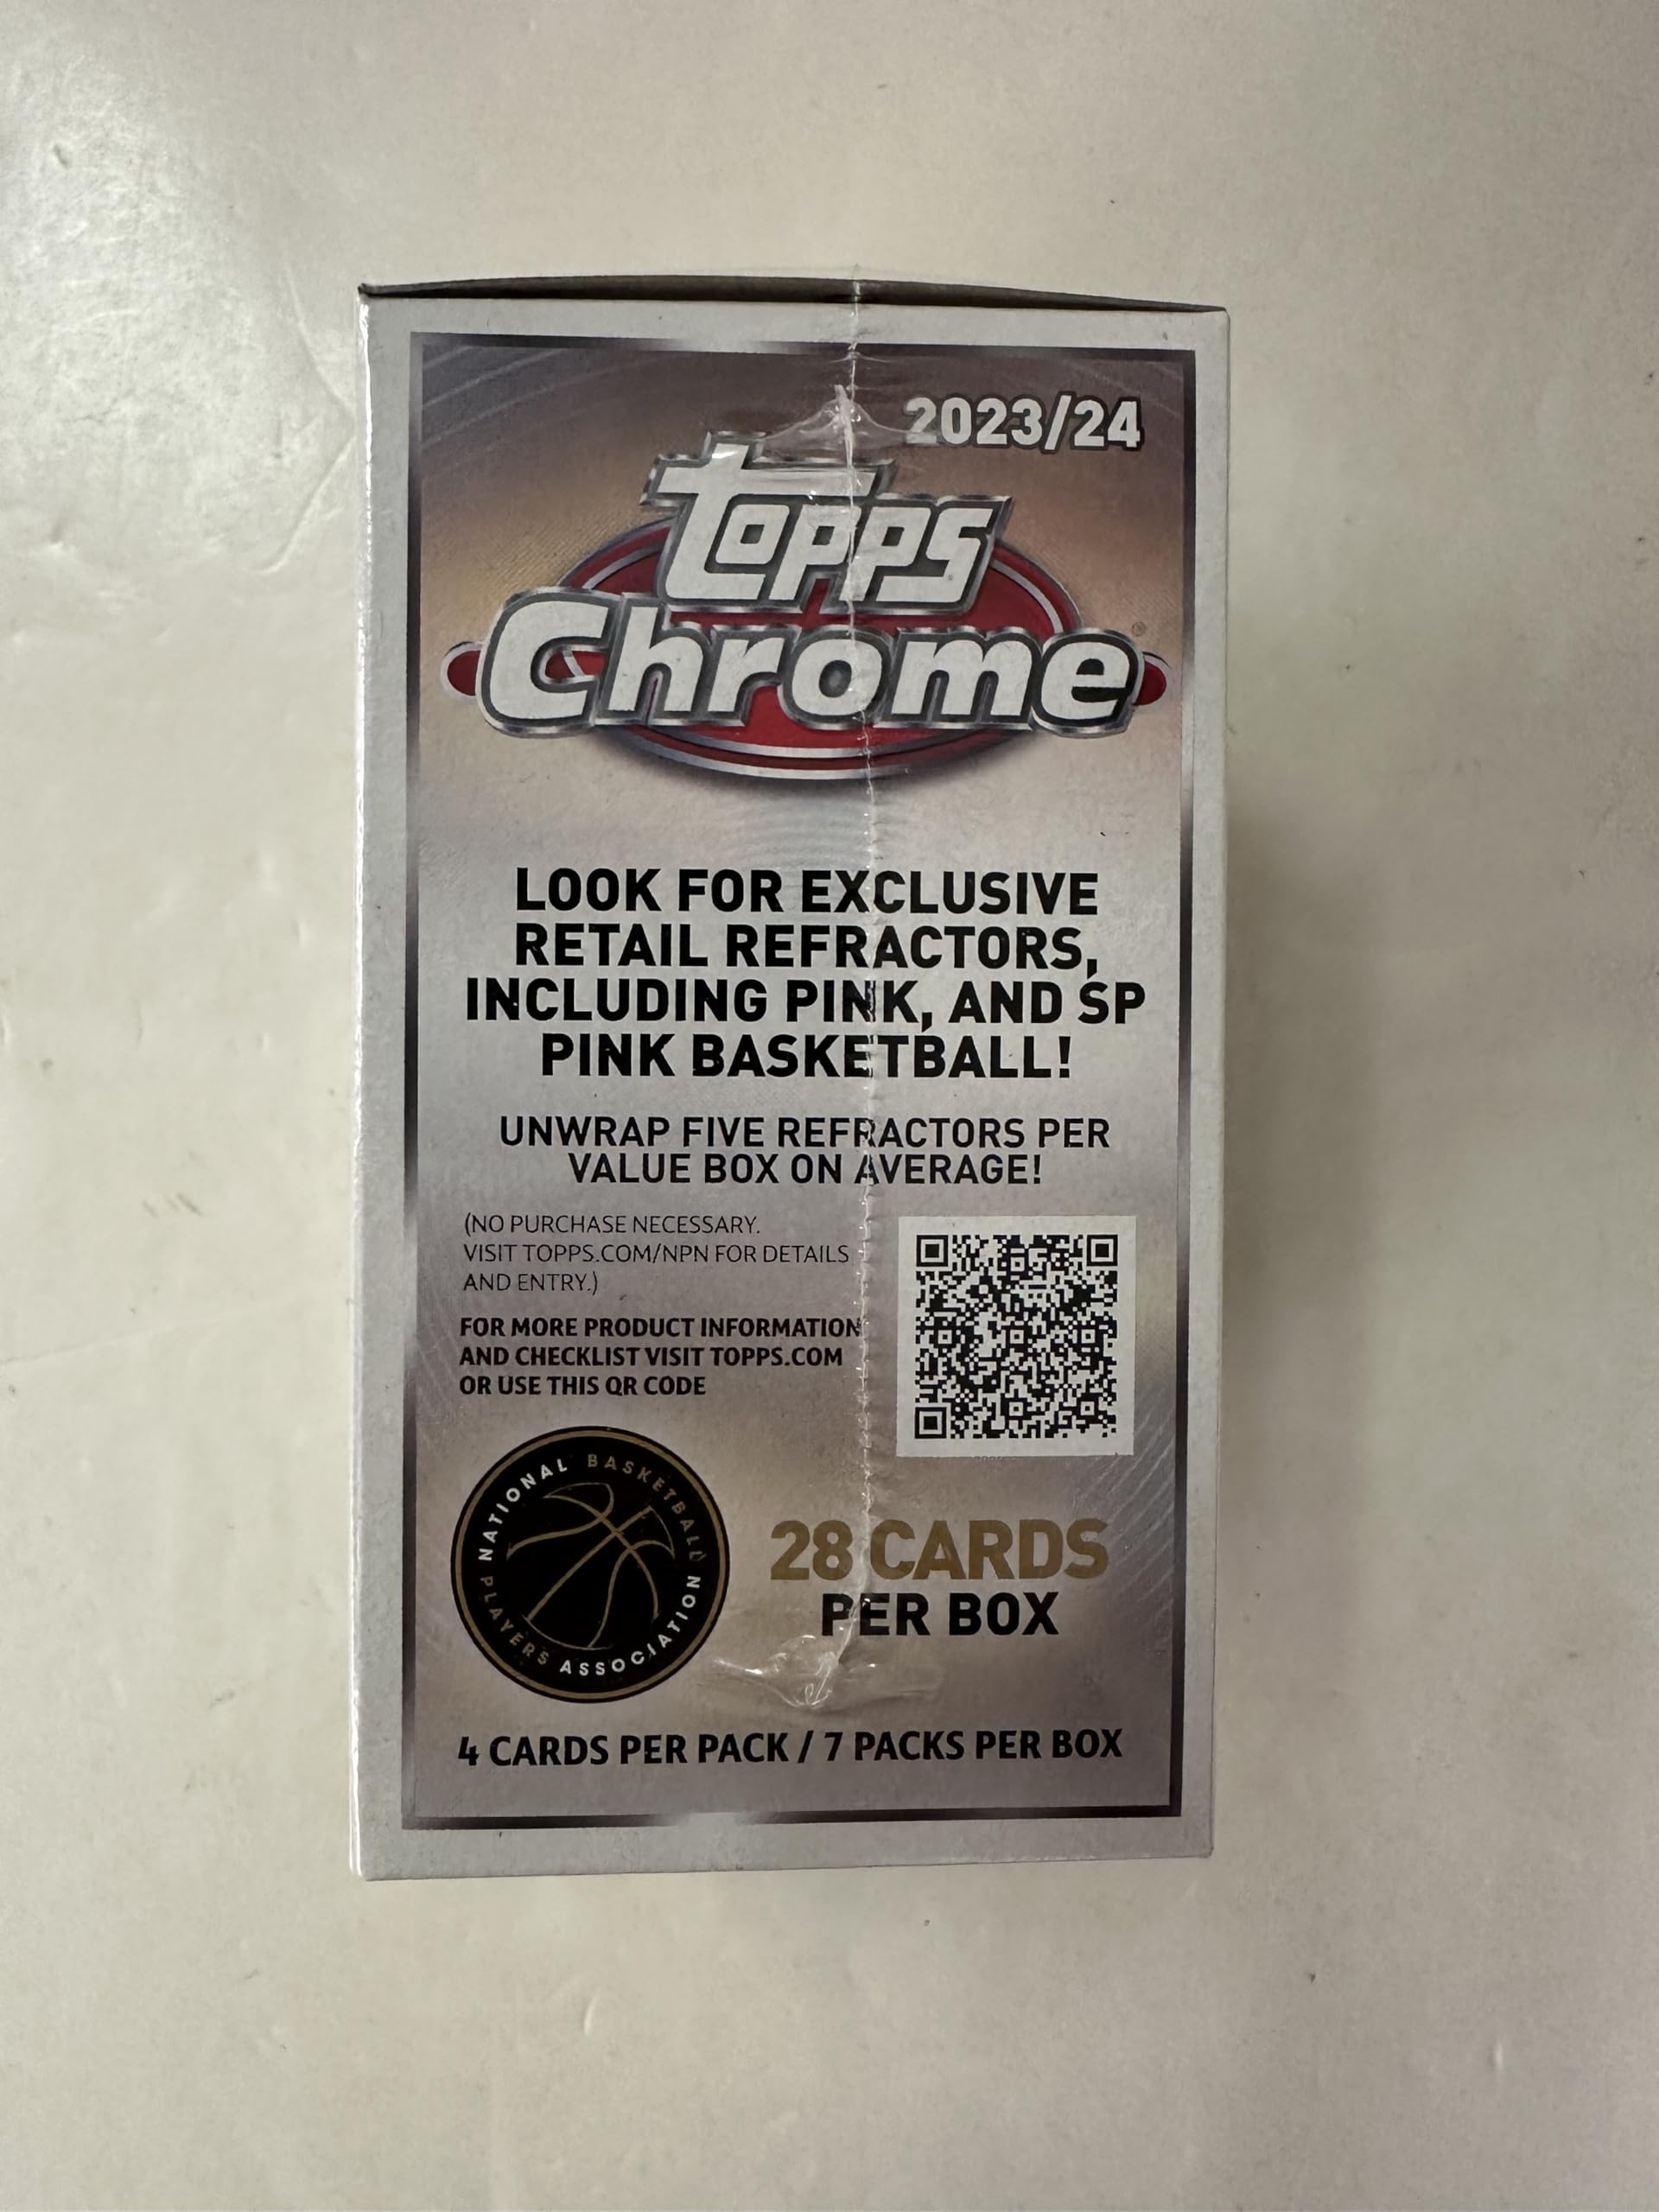 2023/24
topps
Chrome
LOOK FOR EXCLUSIVE
RETAIL REFRACTORS,
INCLUDING PINK, AND SP
PINK BASKETBALL!
UNWRAP FIVE REFRACTORS PER
VALUE BOX ON AVERAGE!
(NO PURCHASE NECESSARY.
VISIT TOPPS.COM/NPN FOR DETAILS
AND ENTRY.)
FOR MORE PRODUCT INFORMATION
AND CHECKLIST VISIT TOPPS.COM
OR USE THIS QR CODE
NATIONAL BASKETBALL
PLAYERS ASSOCIATION
28 CARDS
PER BOX
4 CARDS PER PACK / 7 PACKS PER BOX